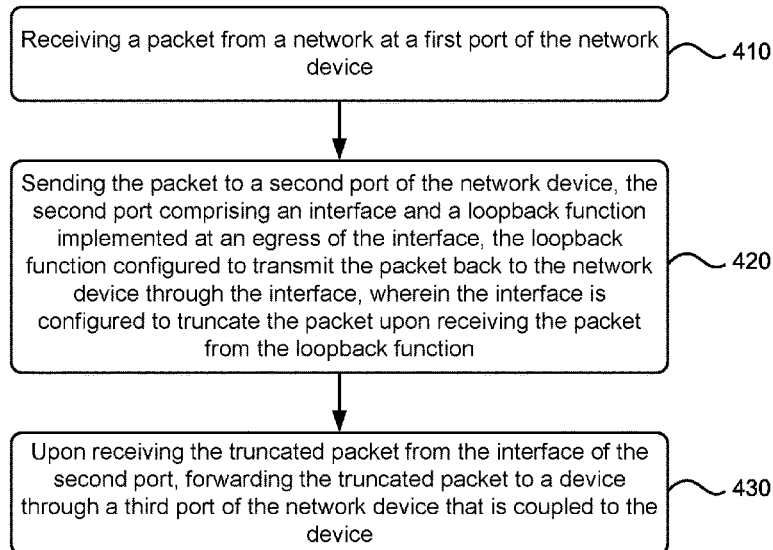 Receiving a packet from a network at a first port of the network
device
410
Sending the packet to a second port of the network device, the
second port comprising an interface and a loopback function
implemented at an egress of the interface, the loopback
function configured to transmit the packet back to the network
device through the interface, wherein the interface is
configured to truncate the packet upon receiving the packet
from the loopback function
420
Upon receiving the truncated packet from the interface of the
second port, forwarding the truncated packet to a device
through a third port of the network device that is coupled to the
device
430